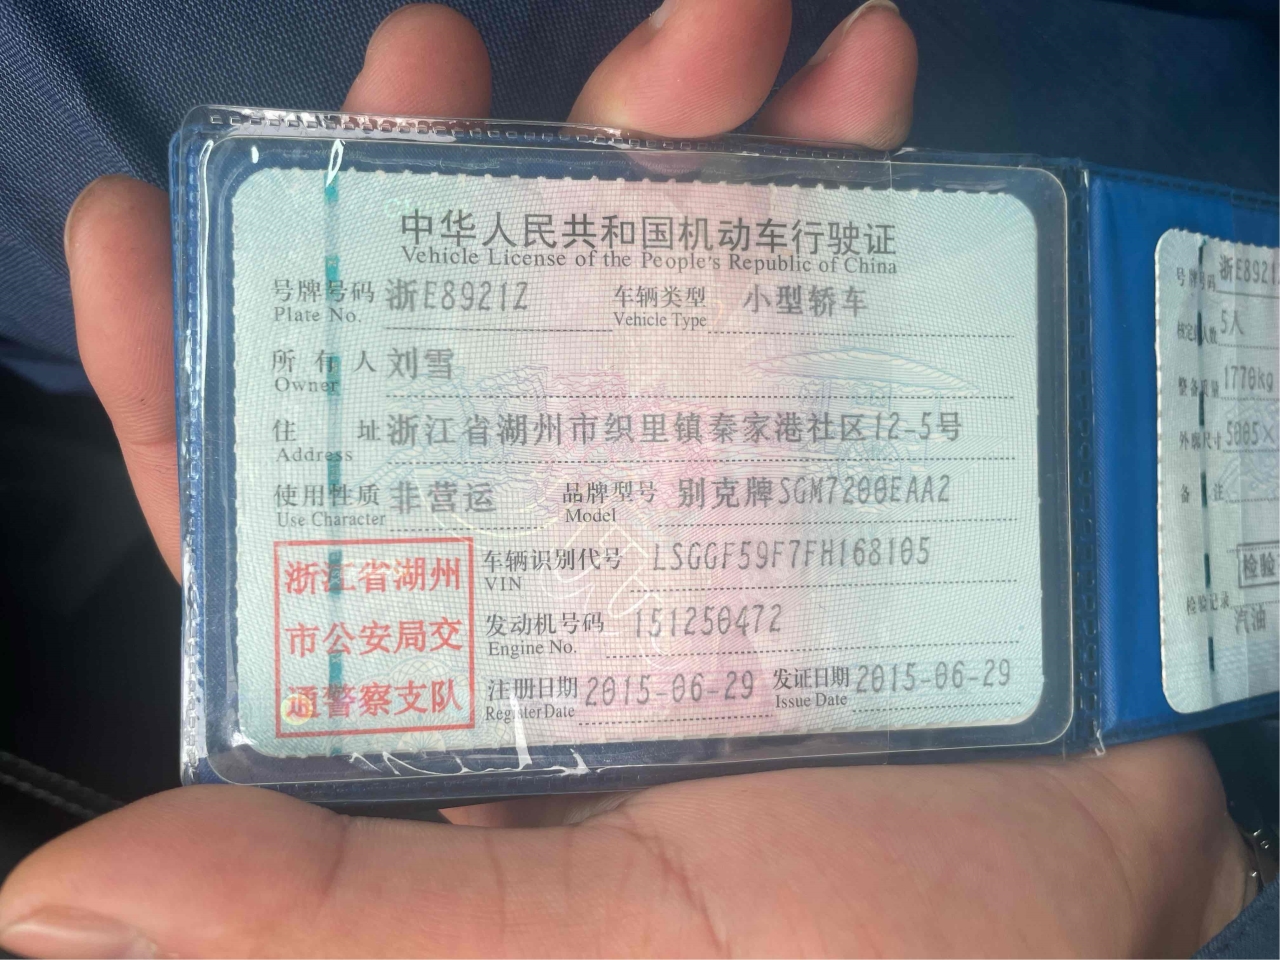 中华人民共和国机动车行驶证
Vehicle License of the People's Republic of China
号牌号码 浙E8921Z 车辆类型 小型轿车
Plate No. Vehicle Type
所有人 刘雪
Owner
住址 浙江省湖州市织里镇秦家港社区12-5号
Address
使用性质 非营运 品牌型号 别克牌SGM7200EAA2
Use Character Model
浙江省湖州
市公安局交
通警察支队
车辆识别代号 LSGGF59F7FH168105
VIN
发动机号码 151250472
Engine No.
注册日期 2015-06-29 发证日期 2015-06-29
Register Date Issue Date
号牌号码 浙E8921
核定人数 5人
整备质量 1770kg
外廓尺寸 5005×
备注
检验
检验记录
汽油